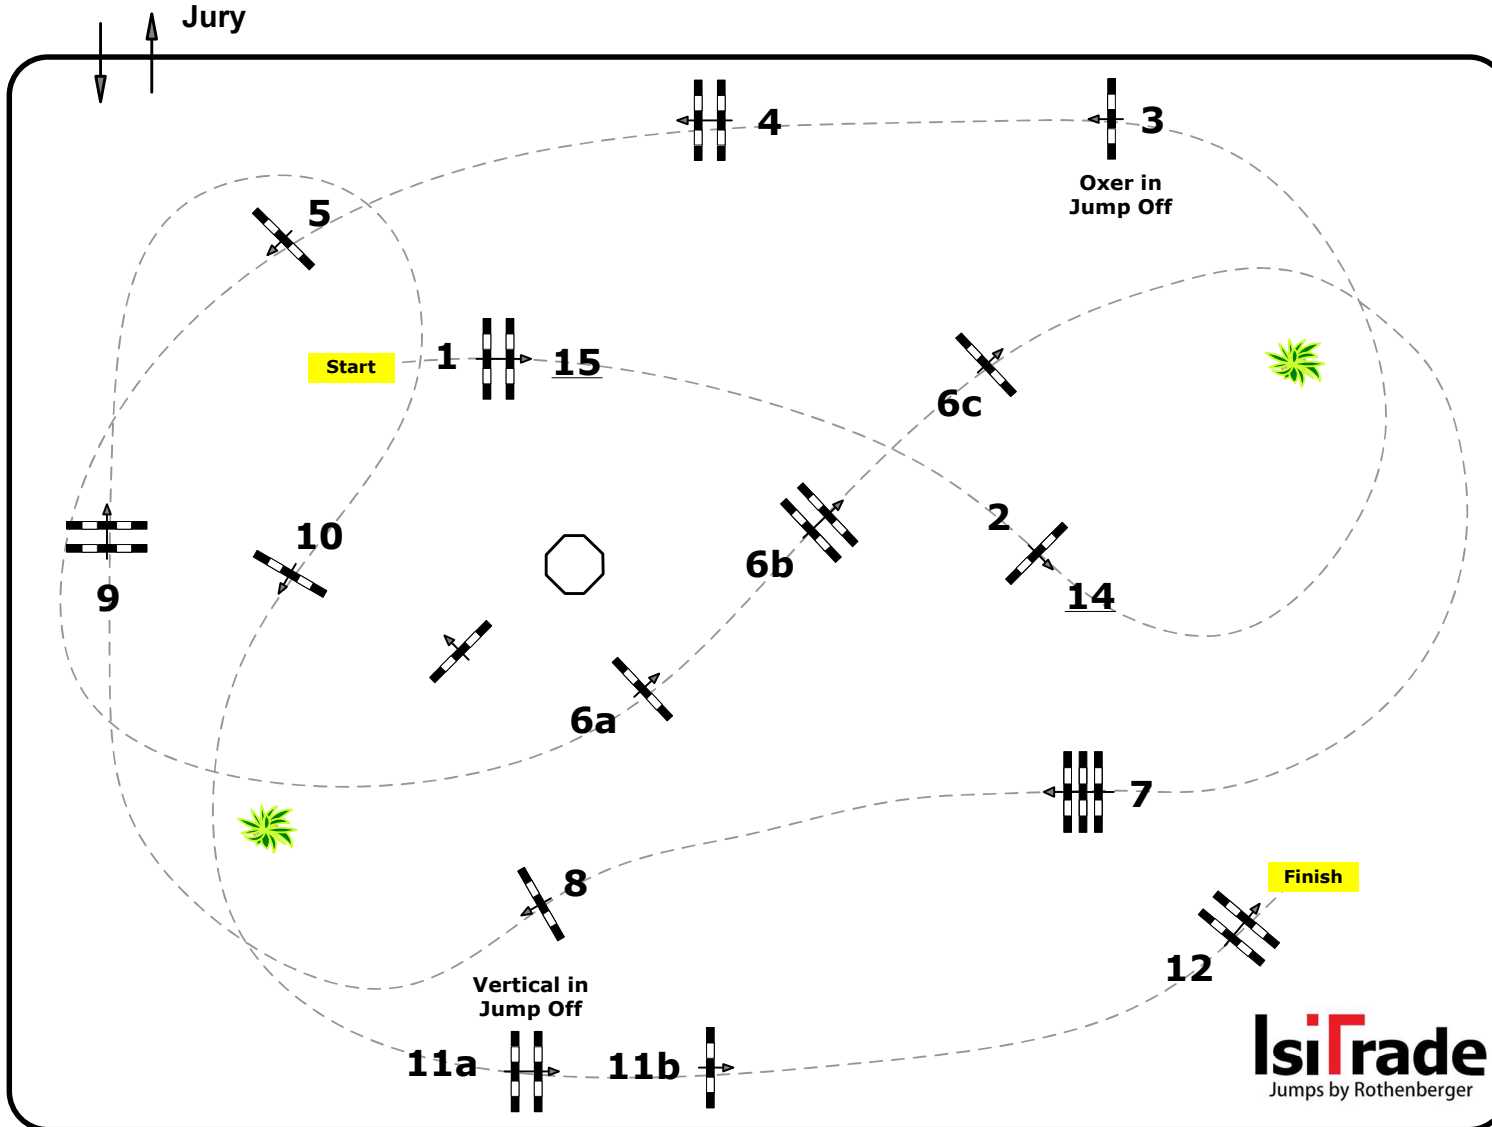 Jury
4
3
Oxer in
Jump Off
5
Start
1
15
6c
2
10
6b
14
9
6a
7
8
Finish
12
Vertical in
Jump Off
11a
11b
IsiTrade
Jumps by Rothenberger